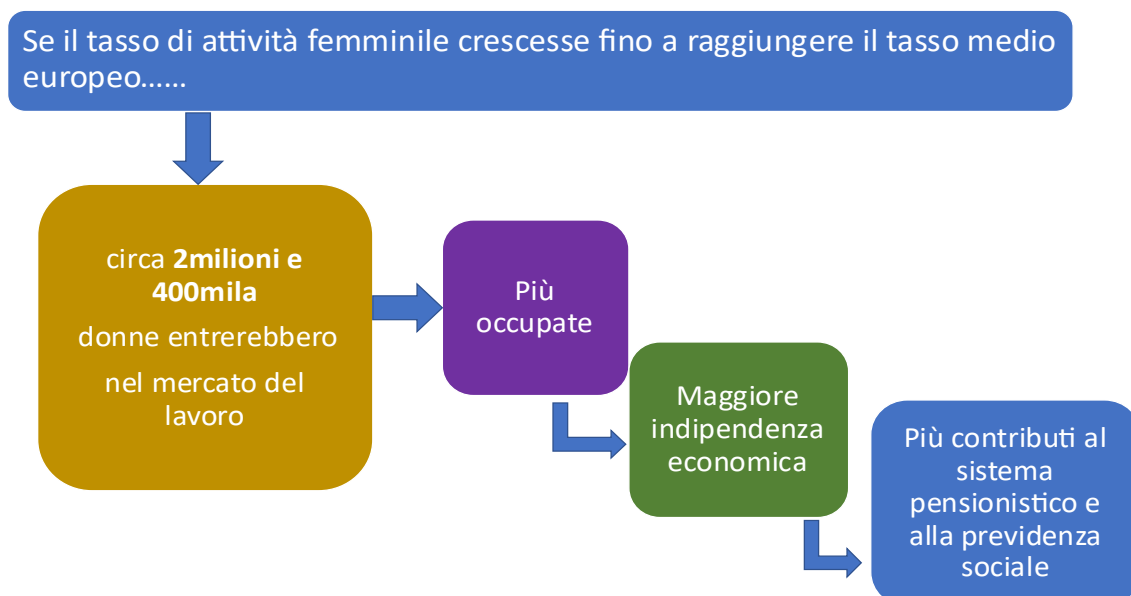 Se il tasso di attività femminile crescesse fino a raggiungere il tasso medio
europeo......
circa 2milioni e
400mila
donne entrerebbero
nel mercato del
lavoro
Più
occupate
Maggiore
indipendenza
economica
Più contributi al
sistema
pensionistico e
alla previdenza
sociale